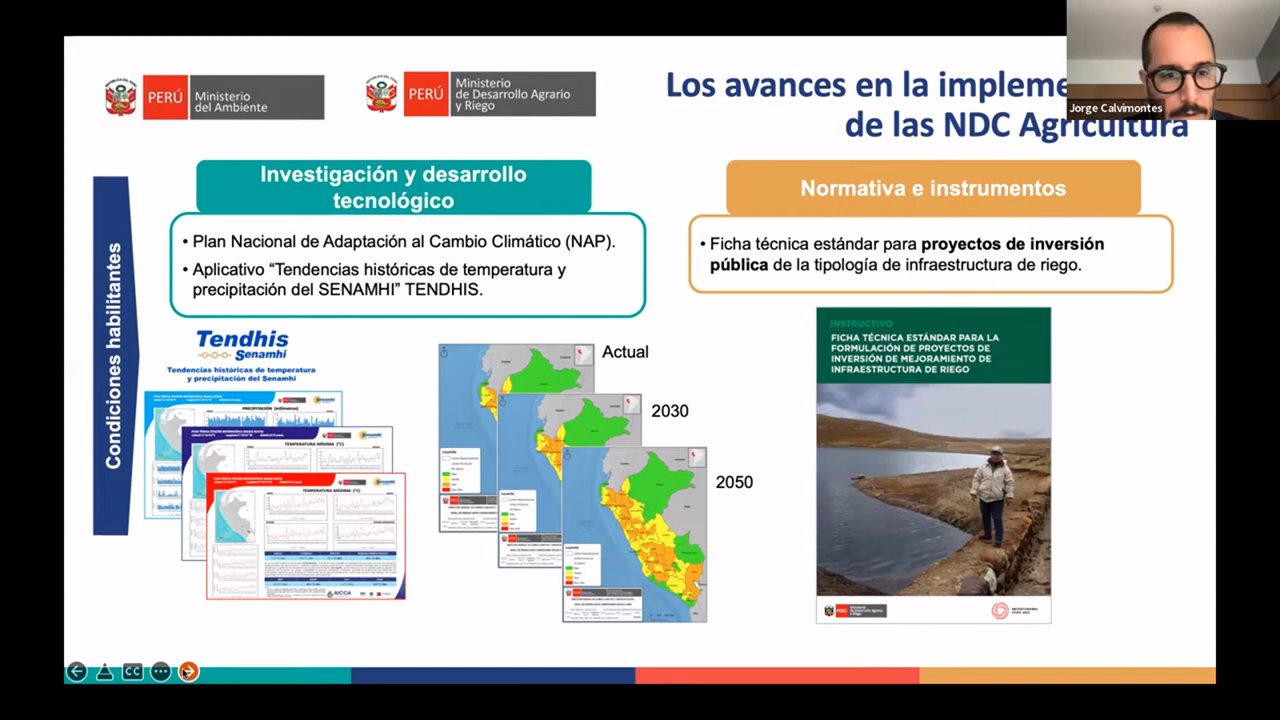 PERÚ
Ministerio
del Ambiente
PERÚ
Ministerio
de Desarrollo Agrario
y Riego
Los avances en la impleme
de las NDC Agricultura
Jorge Calvimontes
Condiciones habilitantes
Investigación y desarrollo
tecnológico
• Plan Nacional de Adaptación al Cambio Climático (NAP).
• Aplicativo “Tendencias históricas de temperatura y
precipitación del SENAMHI” TENDHIS.
Normativa e instrumentos
• Ficha técnica estándar para proyectos de inversión
pública de la tipología de infraestructura de riego.
Tendhis
Senamhi
Tendencias históricas de temperatura
y precipitación del Senamhi
PRECIPITACIÓN (milímetros)
TEMPERATURA MÁXIMA (°C)
TEMPERATURA MÁXIMA (°C)
AICCA
Actual
2030
2050
INSTRUCTIVO
FICHA TÉCNICA ESTÁNDAR PARA LA
FORMULACIÓN DE PROYECTOS DE
INVERSIÓN DE MEJORAMIENTO DE
INFRAESTRUCTURA DE RIEGO
PERÚ
CC